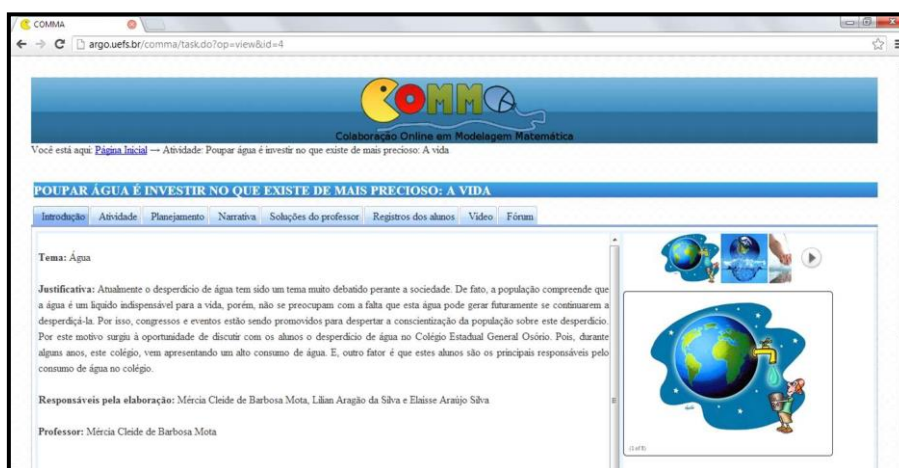 COMMA
argo.uefs.br/comma/task.do?op=view&id=4
COMMA
Colaboração Online em Modelagem Matemática
Você está aqui: Página Inicial → Atividade: Poupar água é investir no que existe de mais precioso: A vida
POUPAR ÁGUA É INVESTIR NO QUE EXISTE DE MAIS PRECIOSO: A VIDA
Introdução Atividade Planejamento Narrativa Soluções do professor Registros dos alunos Vídeo Fórum
Tema: Água
Justificativa: Atualmente o desperdicio de água tem sido um tema muito debatido perante a sociedade. De fato, a população compreende que
a água é um liquido indispensável para a vida, porém, não se preocupam com a falta que esta água pode gerar futuramente se continuarem a
desperdiçá-la. Por isso, congressos e eventos estão sendo promovidos para despertar a conscientização da população sobre este desperdício.
Por este motivo surgiu à oportunidade de discutir com os alunos o desperdício de água no Colégio Estadual General Osório. Pois, durante
alguns anos, este colégio, vem apresentando um alto consumo de água. E, outro fator é que estes alunos são os principais responsáveis pelo
consumo de água no colégio.
Responsáveis pela elaboração: Mércia Cleide de Barbosa Mota, Lilian Aragão da Silva e Elaisse Araújo Silva
Professor: Mércia Cleide de Barbosa Mota